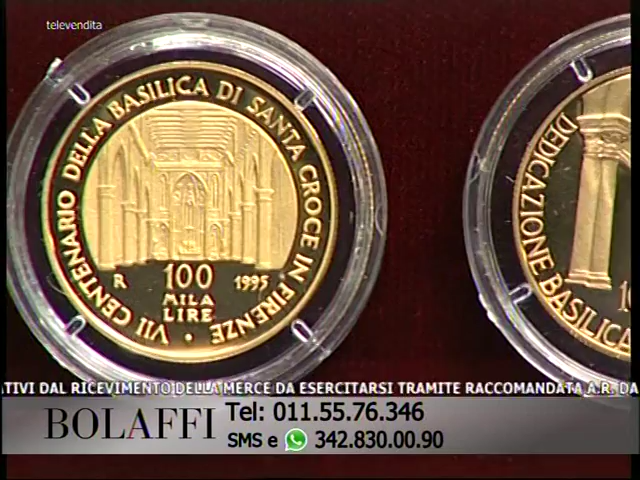 televendita
VII CENTENARIO DELLA BASILICA DI SANTA CROCE IN FIRENZE
R 100 1995
MILA
LIRE
DEDICAZIONE BASILICA
ATIVI DAL RICEVIMENTO DELLA MERCE DA ESERCITARSI TRAMITE RACCOMANDATA A.R. DA
BOLAFFI
Tel: 011.55.76.346
SMS e 342.830.00.90